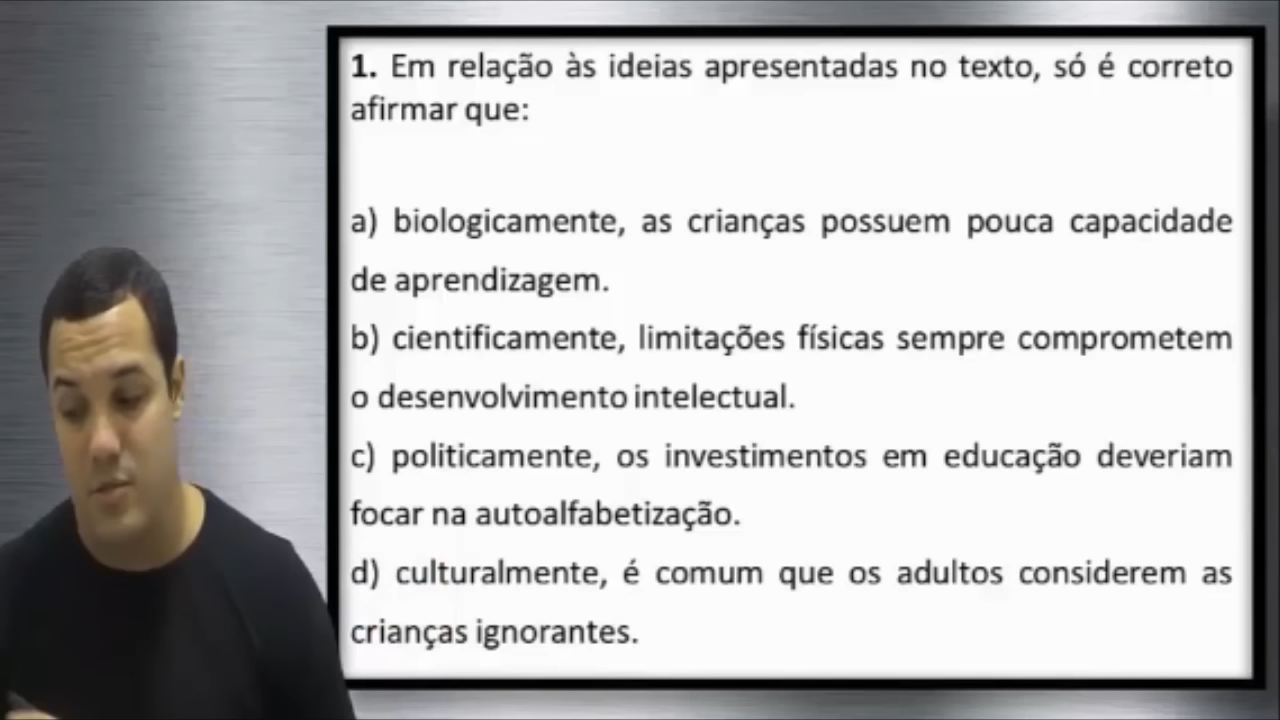 1. Em relação às ideias apresentadas no texto, só é correto
afirmar que:
a) biologicamente, as crianças possuem pouca capacidade
de aprendizagem.
b) cientificamente, limitações físicas sempre comprometem
o desenvolvimento intelectual.
c) politicamente, os investimentos em educação deveriam
focar na autoalfabetização.
d) culturalmente, é comum que os adultos considerem as
crianças ignorantes.